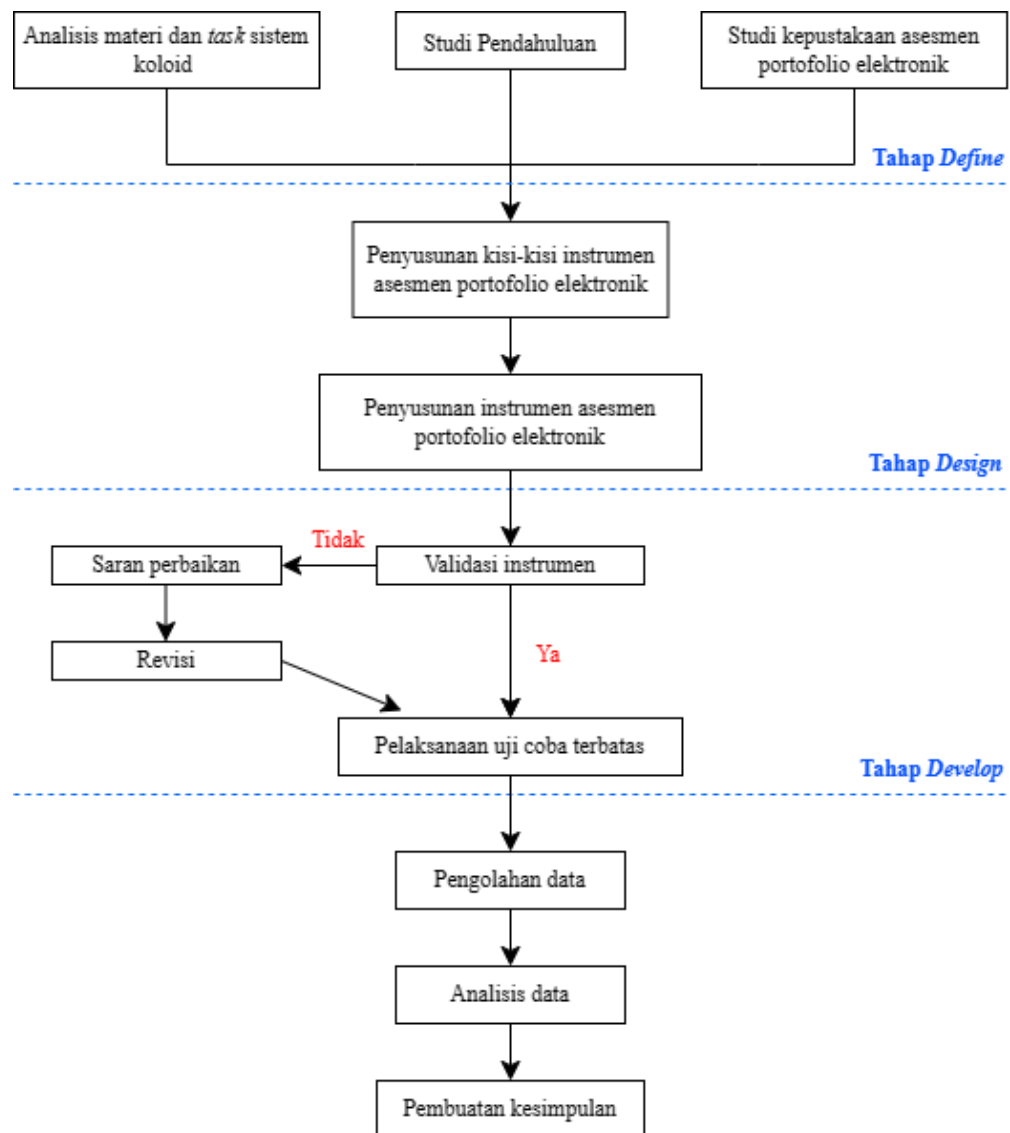 Analisis materi dan task sistem
koloid
Studi Pendahuluan
Studi kepustakaan asesmen
portofolio elektronik
Tahap Define
Penyusunan kisi-kisi instrumen
asesmen portofolio elektronik
Penyusunan instrumen asesmen
portofolio elektronik
Tahap Design
Tidak
Saran perbaikan
Validasi instrumen
Revisi
Ya
Pelaksanaan uji coba terbatas
Tahap Develop
Pengolahan data
Analisis data
Pembuatan kesimpulan